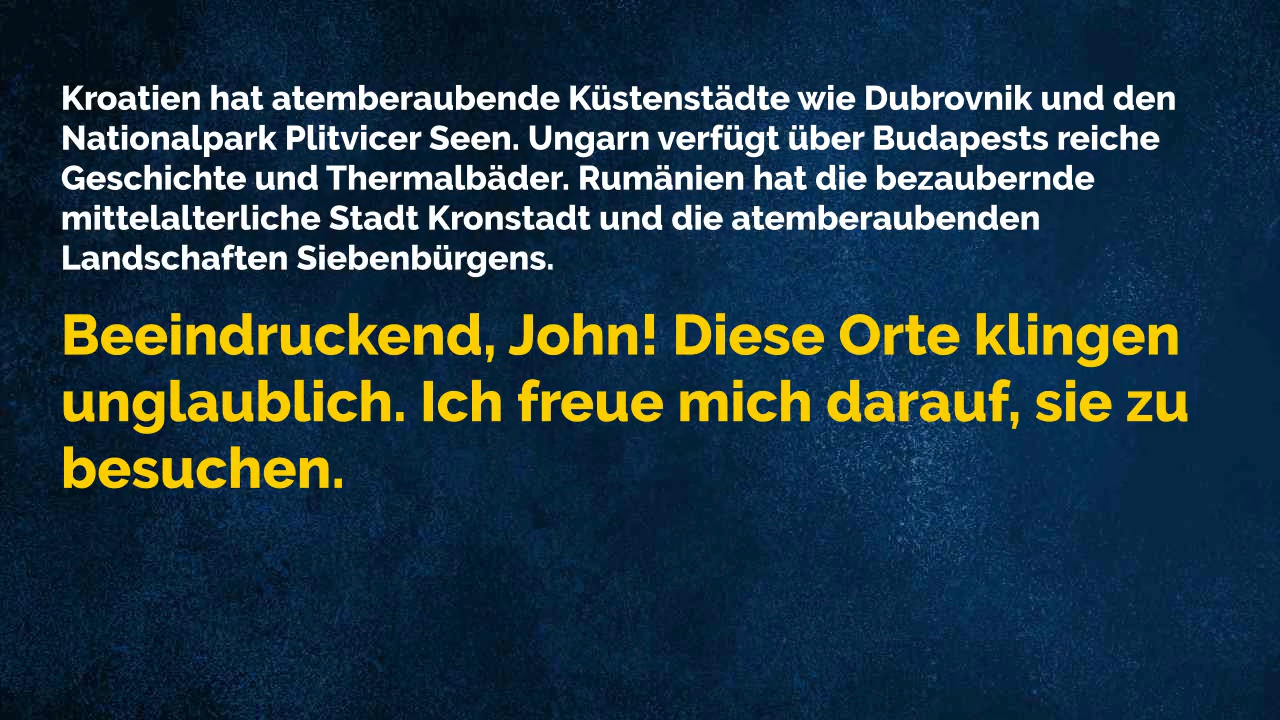 Kroatien hat atemberaubende Küstenstädte wie Dubrovnik und den
Nationalpark Plitvicer Seen. Ungarn verfügt über Budapests reiche
Geschichte und Thermalbäder. Rumänien hat die bezaubernde
mittelalterliche Stadt Kronstadt und die atemberaubenden
Landschaften Siebenbürgens.
Beeindruckend, John! Diese Orte klingen
unglaublich. Ich freue mich darauf, sie zu
besuchen.